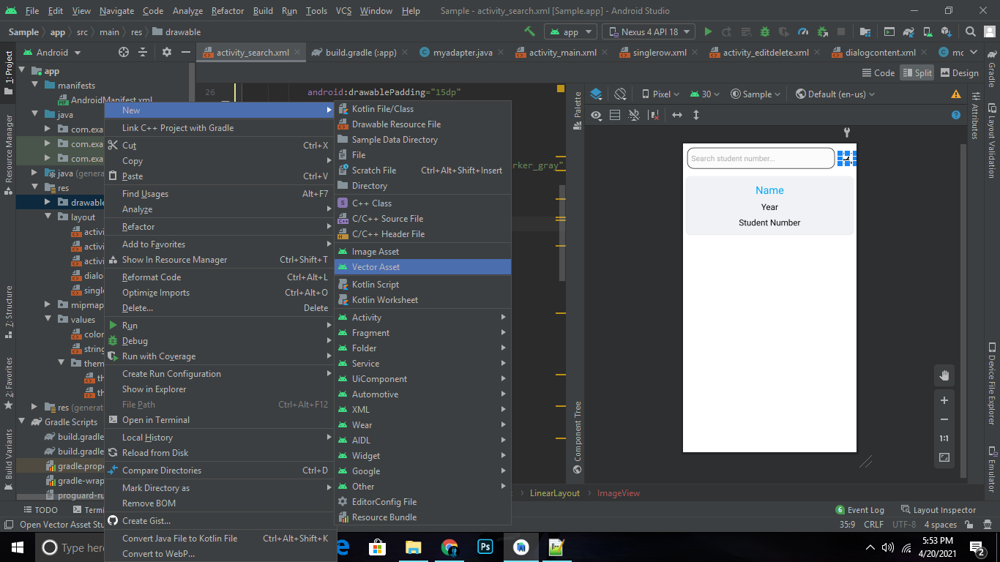 File Edit View Navigate Code Analyze Refactor Build Run Tools VCS Window Help Sample - activity_search.xml [Sample.app] - Android Studio
Sample app src main res drawable
app Nexus 4 API 18
Android
activity_search.xml build.gradle (:app) myadapter.java activity_main.xml singlerow.xml activity_editdelete.xml dialogcontent.xml
Code Split Design
1: Project
Resource Manager
7: Structure
2: Favorites
Build Variants
app
manifests
AndroidManifest.xml
java
com.exa
com.exa
com.exa
java (genera
res
drawable
layout
activi
activi
activi
dialo
single
mipmap
values
color
string
them
th
th
res (generat
Gradle Scripts
build.gradle
build.gradle
gradle.prope
gradle-wrap
proguard-ru
26 android:drawablePadding="15dp"
rker_gray"
New
Link C++ Project with Gradle
Cut Ctrl+X
Copy
Paste Ctrl+V
Find Usages Alt+F7
Analyze
Refactor
Add to Favorites
Show In Resource Manager Ctrl+Shift+T
Reformat Code Ctrl+Alt+L
Optimize Imports Ctrl+Alt+O
Delete... Delete
Run
Debug
Run with Coverage
Create Run Configuration
Show in Explorer
File Path Ctrl+Alt+F12
Open in Terminal
Local History
Reload from Disk
Compare Directories Ctrl+D
Mark Directory as
Remove BOM
Create Gist...
Convert Java File to Kotlin File Ctrl+Alt+Shift+K
Convert to WebP...
Kotlin File/Class
Drawable Resource File
Sample Data Directory
File
Scratch File Ctrl+Alt+Shift+Insert
Directory
C++ Class
C/C++ Source File
C/C++ Header File
Image Asset
Vector Asset
Kotlin Script
Kotlin Worksheet
Activity
Fragment
Folder
Service
UiComponent
Automotive
XML
Wear
AIDL
Widget
Google
Other
EditorConfig File
Resource Bundle
Palette
Component Tree
Pixel 30 Sample Default (en-us)
Search student number...
Name
Year
Student Number
1:1
Attributes
Gradle
Layout Validation
Device File Explorer
Emulator
LinearLayout ImageView
TODO Termi 6 Event Log Layout Inspector
Open Vector Asset Stu 35:9 CRLF UTF-8 4 spaces
Type here
5:53 PM
4/20/2021
2